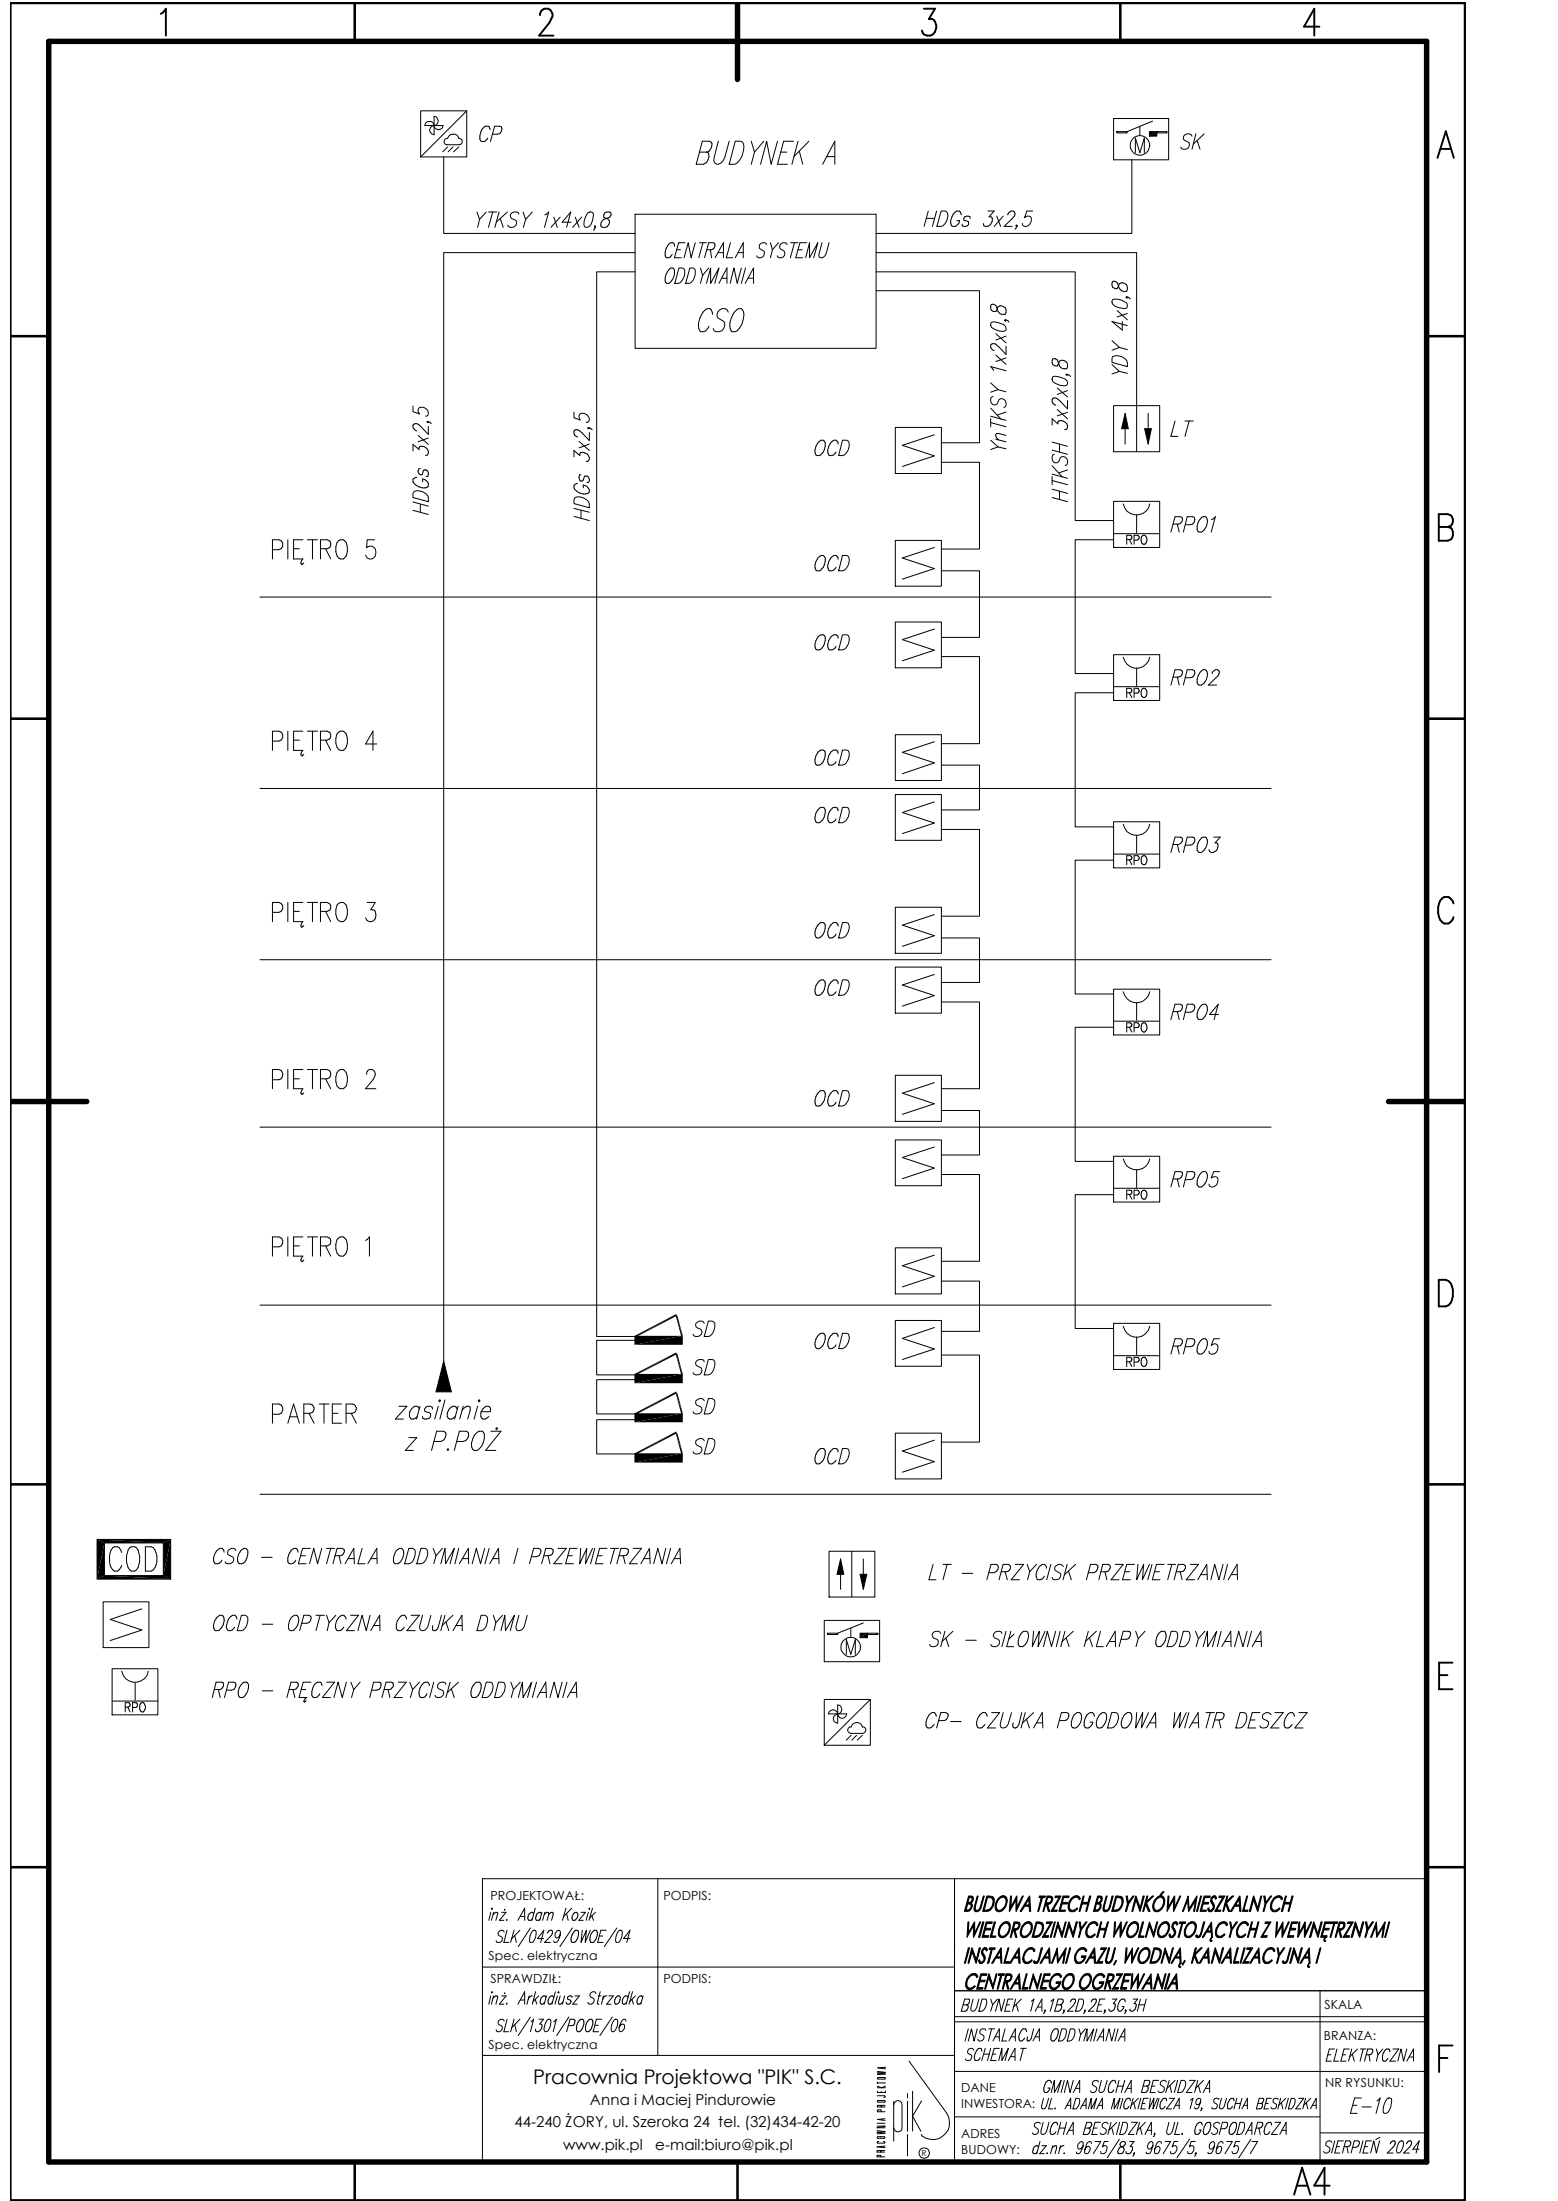 1 2 3 4
CP
BUDYNEK A
SK
A
YTKSY 1x4x0,8
HDGs 3x2,5
CENTRALA SYSTEMU
ODDYMANIA
CSO
YDY 4x0,8
YnTKSY 1x2x0,8
HTKSH 3x2x0,8
HDGs 3x2,5
HDGs 3x2,5
LT
OCD
RPO
RPO1
B
PIĘTRO 5
OCD
OCD
RPO
RPO2
PIĘTRO 4
OCD
OCD
RPO
RPO3
PIĘTRO 3
OCD
C
OCD
RPO
RPO4
PIĘTRO 2
OCD
RPO
RPO5
PIĘTRO 1
D
SD
OCD
RPO
RPO5
SD
PARTER
zasilanie
z P.POŻ
SD
SD
OCD
COD
CSO – CENTRALA ODDYMIANIA I PRZEWIETRZANIA
LT – PRZYCISK PRZEWIETRZANIA
OCD – OPTYCZNA CZUJKA DYMU
M
SK – SIŁOWNIK KLAPY ODDYMIANIA
RPO
RPO – RĘCZNY PRZYCISK ODDYMIANIA
E
CP– CZUJKA POGODOWA WIATR DESZCZ
PROJEKTOWAŁ:
inż. Adam Kozik
SLK/0429/OWOE/04
Spec. elektryczna
PODPIS:
SPRAWDZIŁ:
inż. Arkadiusz Strzodka
SLK/1301/POOE/06
Spec. elektryczna
PODPIS:
Pracownia Projektowa "PIK" S.C.
Anna i Maciej Pindurowie
44-240 ŻORY, ul. Szeroka 24 tel. (32)434-42-20
www.pik.pl e-mail:biuro@pik.pl
PRACOWNIA PROJEKTOWA
pik
®
BUDOWA TRZECH BUDYNKÓW MIESZKALNYCH
WIELORODZINNYCH WOLNOSTOJĄCYCH Z WEWNĘTRZNYMI
INSTALACJAMI GAZU, WODNĄ, KANALIZACYJNĄ I
CENTRALNEGO OGRZEWANIA
BUDYNEK 1A,1B,2D,2E,3G,3H
SKALA
INSTALACJA ODDYMIANIA
SCHEMAT
BRANZA:
ELEKTRYCZNA
DANE
INWESTORA:
GMINA SUCHA BESKIDZKA
UL. ADAMA MICKIEWICZA 19, SUCHA BESKIDZKA
NR RYSUNKU:
E–10
ADRES
BUDOWY:
SUCHA BESKIDZKA, UL. GOSPODARCZA
dz.nr. 9675/83, 9675/5, 9675/7
SIERPIEŃ 2024
F
A4